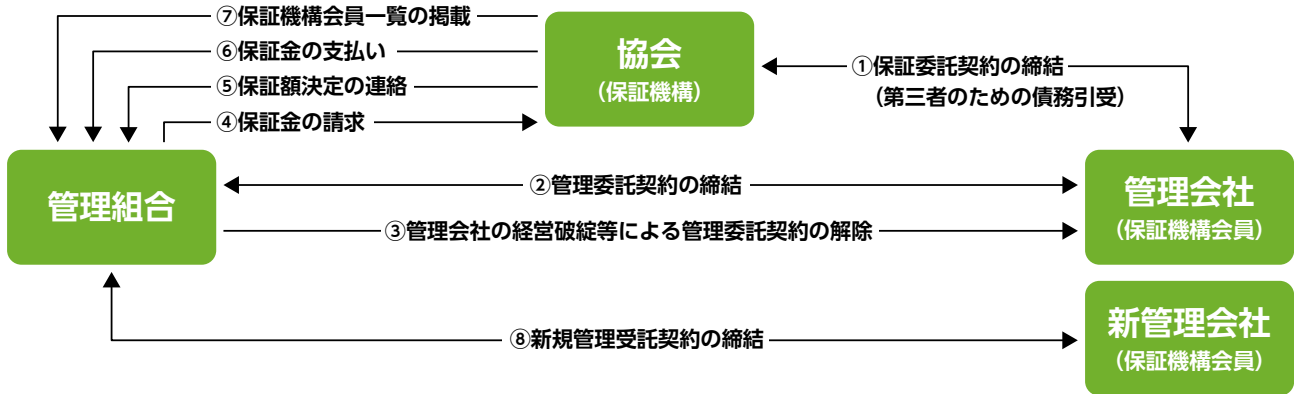 ⑦保証機構会員一覧の掲載
⑥保証金の支払い
⑤保証額決定の連絡
④保証金の請求
協会
（保証機構）
①保証委託契約の締結
（第三者のための債務引受）
管理組合
②管理委託契約の締結
③管理会社の経営破綻等による管理委託契約の解除
管理会社
（保証機構会員）
⑧新規管理受託契約の締結
新管理会社
（保証機構会員）